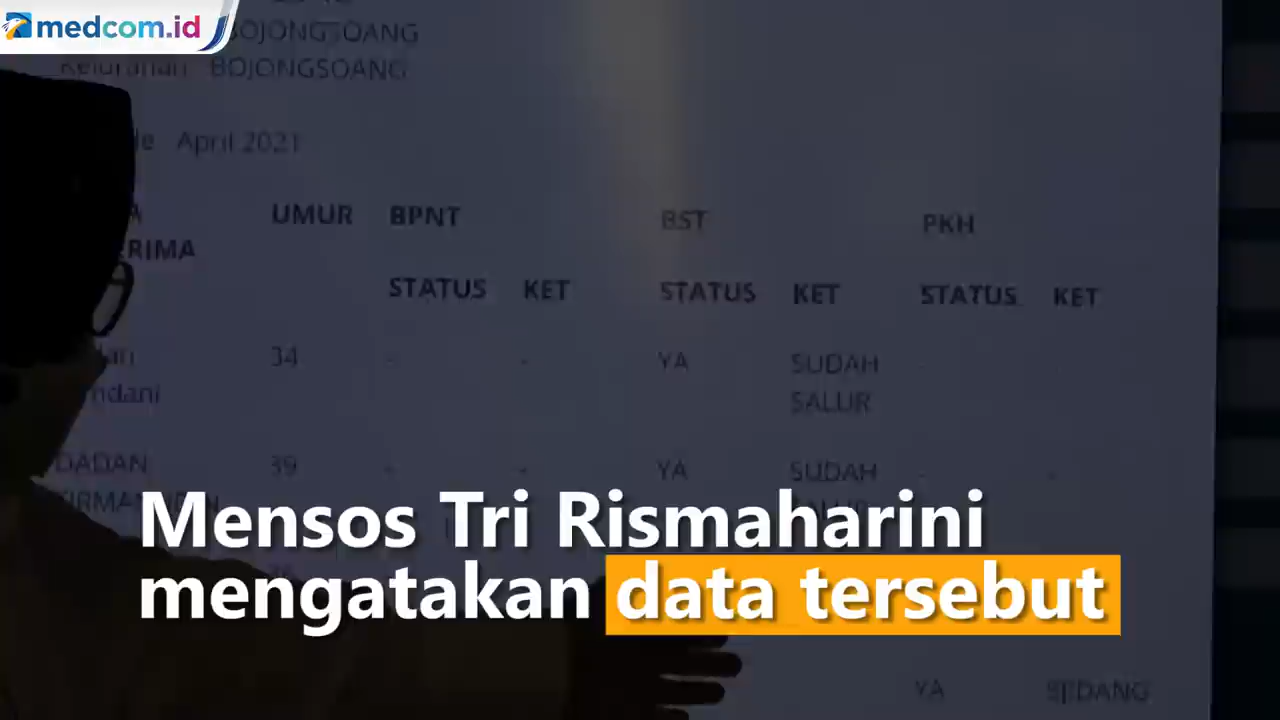 medcom.id
BOJONGSOANG
Kelurahan BOJONGSOANG
April 2021
UMUR BPNT BST PKH
STATUS KET STATUS KET STATUS KET
34 - - YA SUDAH
SALUR
DADAN 39 - - YA SUDAH - -
Mensos Tri Rismaharini
mengatakan data tersebut
YA SEDANG